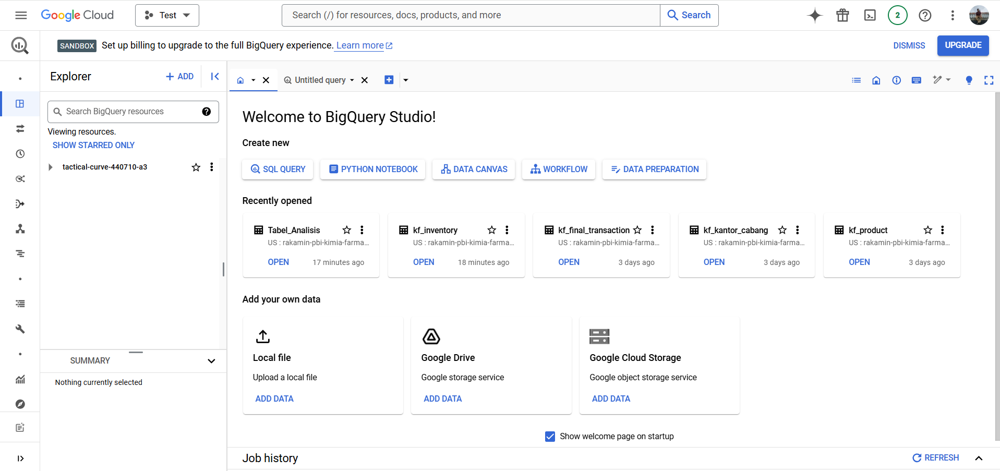 Google Cloud
Test
Search (/) for resources, docs, products, and more
Search
2
SANDBOX
Set up billing to upgrade to the full BigQuery experience. Learn more
DISMISS
UPGRADE
Explorer
+ ADD
Search BigQuery resources
Viewing resources.
SHOW STARRED ONLY
tactical-curve-440710-a3
SUMMARY
Nothing currently selected
Untitled query
Welcome to BigQuery Studio!
Create new
SQL QUERY
PYTHON NOTEBOOK
DATA CANVAS
WORKFLOW
DATA PREPARATION
Recently opened
Tabel_Analisis
US : rakamin-pbi-kimia-farma...
OPEN
17 minutes ago
kf_inventory
US : rakamin-pbi-kimia-farma...
OPEN
18 minutes ago
kf_final_transaction
US : rakamin-pbi-kimia-farma...
OPEN
3 days ago
kf_kantor_cabang
US : rakamin-pbi-kimia-farma...
OPEN
3 days ago
kf_product
US : rakamin-pbi-kimia-farma...
OPEN
3 days ago
Add your own data
Local file
Upload a local file
ADD DATA
Google Drive
Google storage service
ADD DATA
Google Cloud Storage
Google object storage service
ADD DATA
Show welcome page on startup
Job history
REFRESH